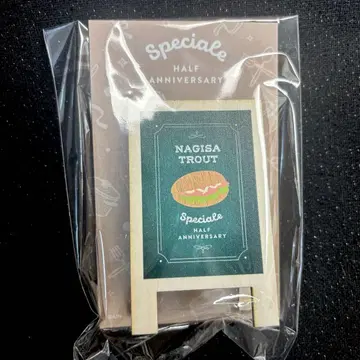 Speciale
HALF
ANNIVERSARY
NAGISA
TROUT
Speciale
HALF
ANNIVERSARY